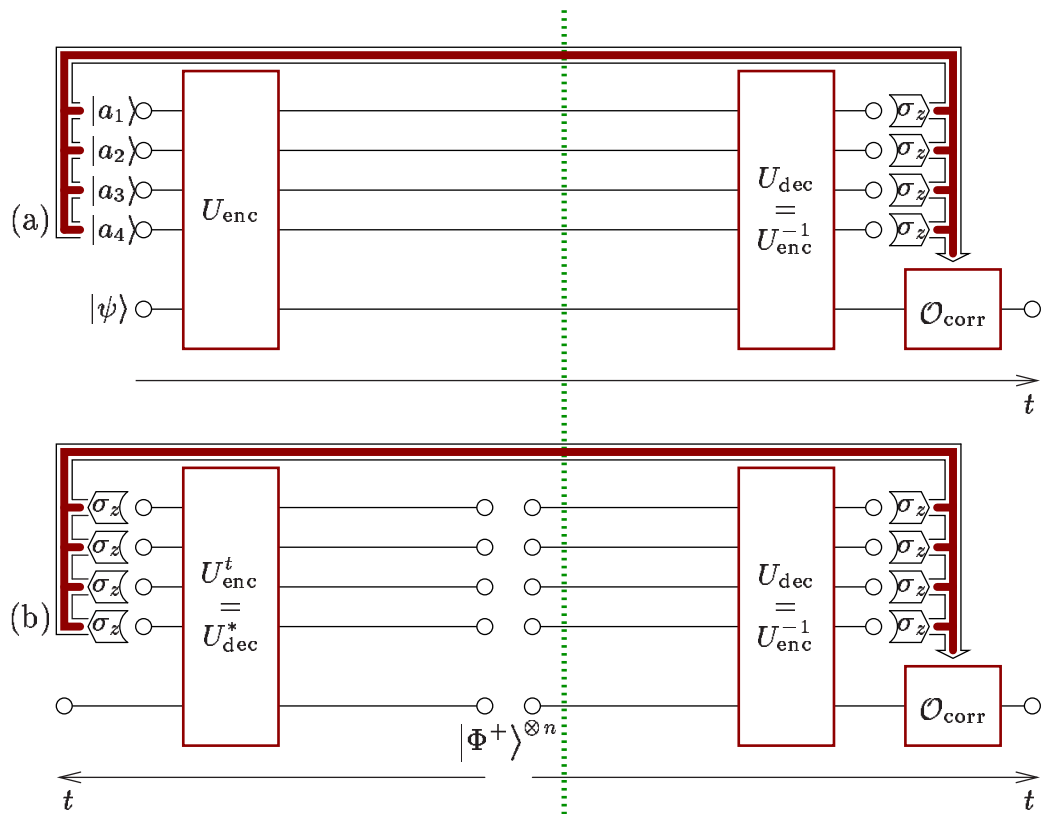 |a₁⟩ σz
|a₂⟩ σz
|a₃⟩ σz
(a) |a₄⟩ U_enc U_dec = U_enc^{-1} σz
|ψ⟩ 𝒪_corr
t
σz σz
σz σz
σz σz
(b) σz U_enc^t = U_dec^* U_dec = U_enc^{-1} σz
|Φ⁺⟩^{⊗n} 𝒪_corr
t t